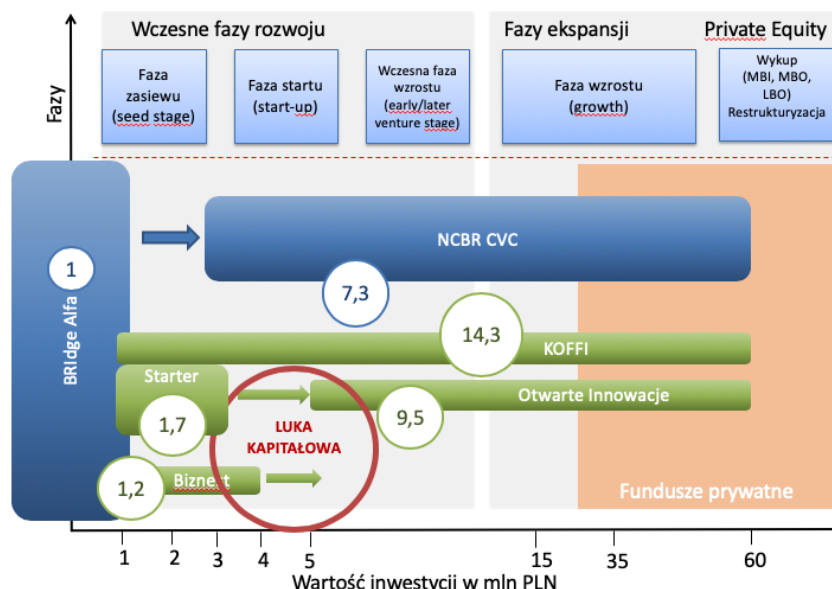 Wczesne fazy rozwoju
Fazy ekspansji
Private Equity
Fazy
Faza
zasiewu
(seed stage)
Faza startu
(start-up)
Wczesna faza
wzrostu
(early/later
venture stage)
Faza wzrostu
(growth)
Wykup
(MBI, MBO,
LBO)
Restrukturyzacja
BRIdge Alfa
1
NCBR CVC
7,3
14,3
KOFFI
Starter
1,7
Otwarte Innowacje
9,5
LUKA
KAPITAŁOWA
1,2
Biznest
Fundusze prywatne
1
2
3
4
5
15
35
60
Wartość inwestycji w mln PLN